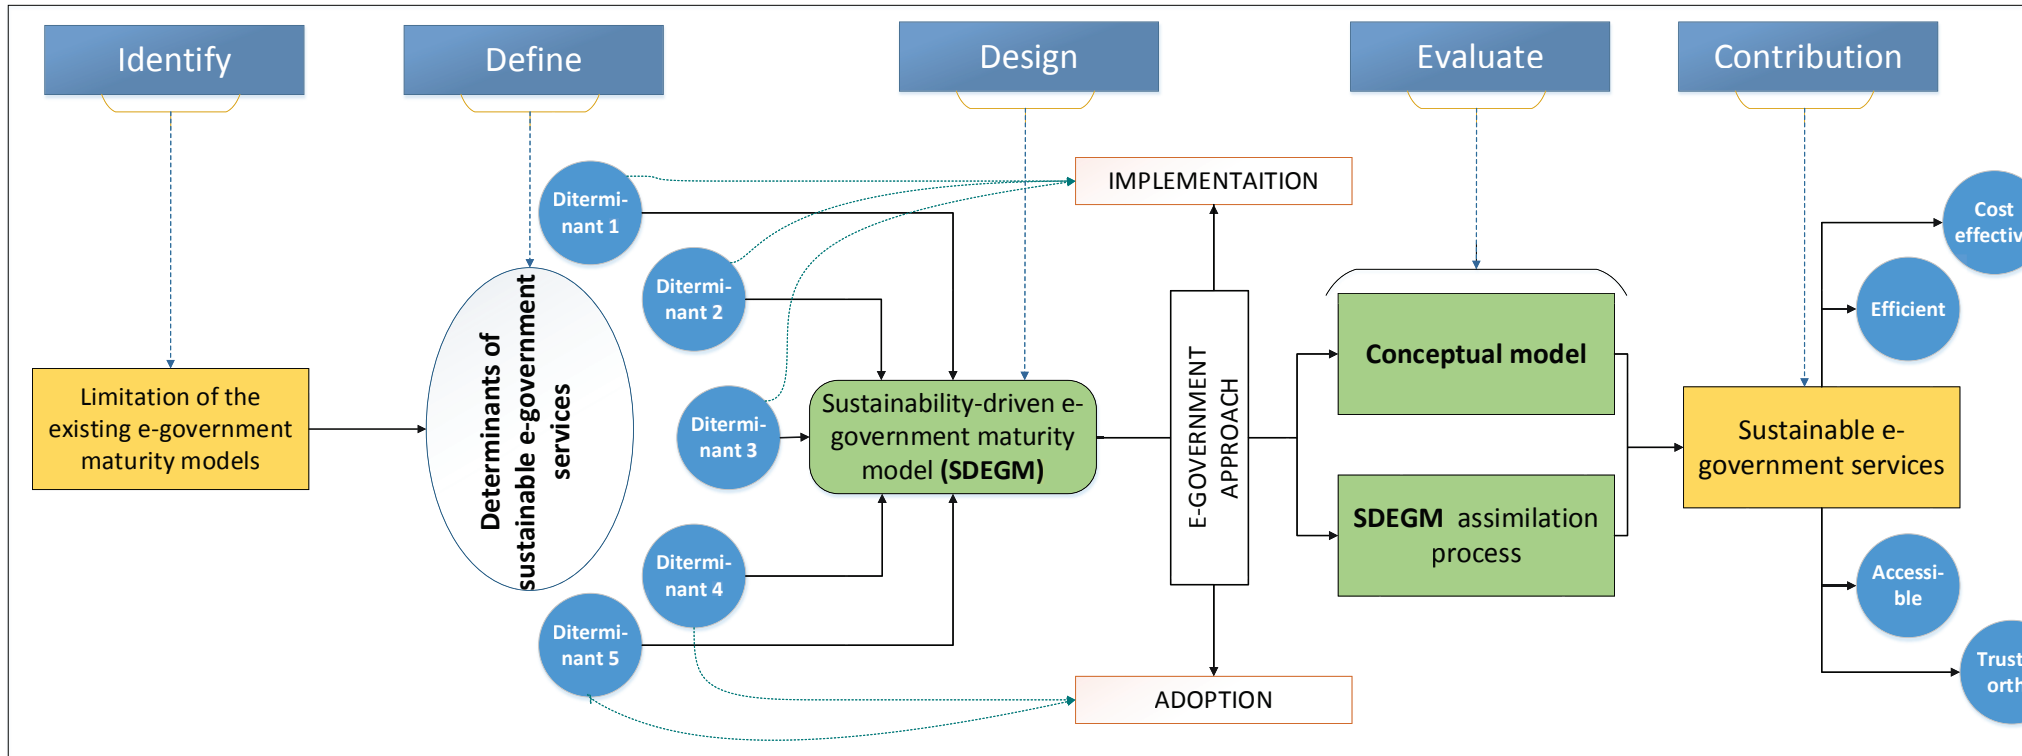 Identify
Define
Design
Evaluate
Contribution
Limitation of the
existing e-government
maturity models
Determinants of
sustainable e-government
services
Ditermi-
nant 1
Ditermi-
nant 2
Ditermi-
nant 3
Ditermi-
nant 4
Ditermi-
nant 5
Sustainability-driven e-
government maturity
model (SDEGM)
IMPLEMENTAITION
E-GOVERNMENT
APPROACH
ADOPTION
Conceptual model
SDEGM assimilation
process
Sustainable e-
government services
Cost
effectiv
Efficient
Accessi-
ble
Trust
orth